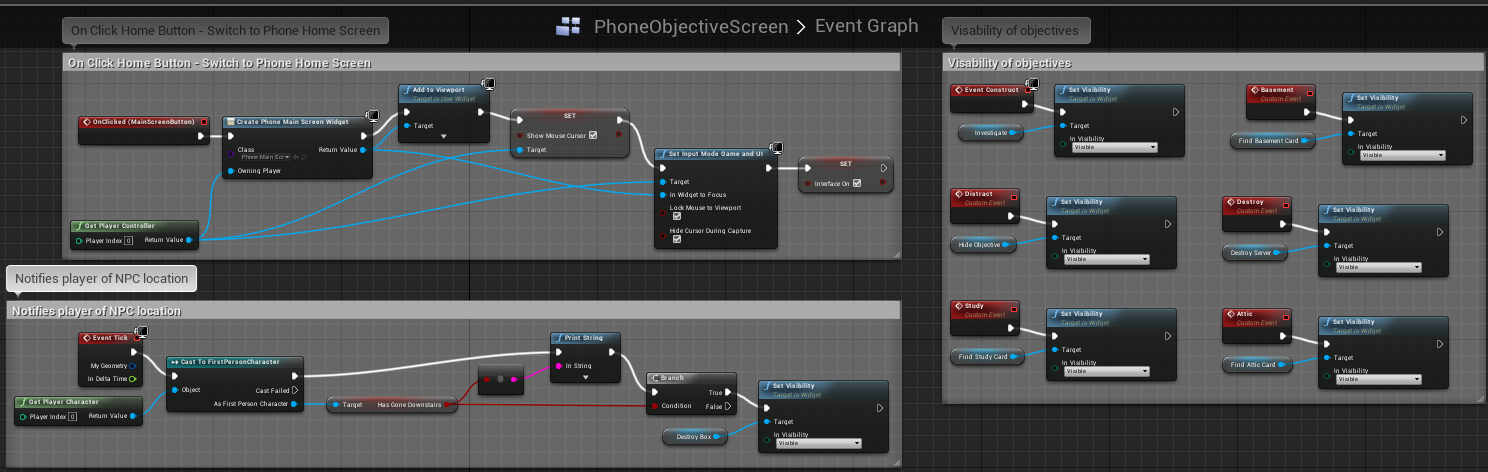 PhoneObjectiveScreen > Event Graph
On Click Home Button - Switch to Phone Home Screen
On Click Home Button - Switch to Phone Home Screen
OnClicked (MainScreenButton)
Create Phone Main Screen Widget
Class
Phone Main Scr
Return Value
Owning Player
Get Player Controller
Player Index 0
Return Value
Add to Viewport
Target is User Widget
Target
SET
Show Mouse Cursor
Target
Set Input Mode Game and UI
Target
In Widget to Focus
Lock Mouse to Viewport
Hide Cursor During Capture
SET
Interface On
Notifies player of NPC location
Notifies player of NPC location
Event Tick
My Geometry
In Delta Time
Get Player Character
Player Index 0
Return Value
Cast To FirstPersonCharacter
Cast Failed
Object
As First Person Character
Target
Has Gone Downstairs
Print String
In String
Branch
True
Condition
False
Destroy Box
Set Visibility
Target is Widget
Target
In Visibility
Visible
Visability of objectives
Visability of objectives
Event Construct
Investigate
Set Visibility
Target is Widget
Target
In Visibility
Visible
Basement
Custom Event
Find Basement Card
Set Visibility
Target is Widget
Target
In Visibility
Visible
Distract
Custom Event
Hide Objective
Set Visibility
Target is Widget
Target
In Visibility
Visible
Destroy
Custom Event
Destroy Server
Set Visibility
Target is Widget
Target
In Visibility
Visible
Study
Custom Event
Find Study Card
Set Visibility
Target is Widget
Target
In Visibility
Visible
Attic
Custom Event
Find Attic Card
Set Visibility
Target is Widget
Target
In Visibility
Visible